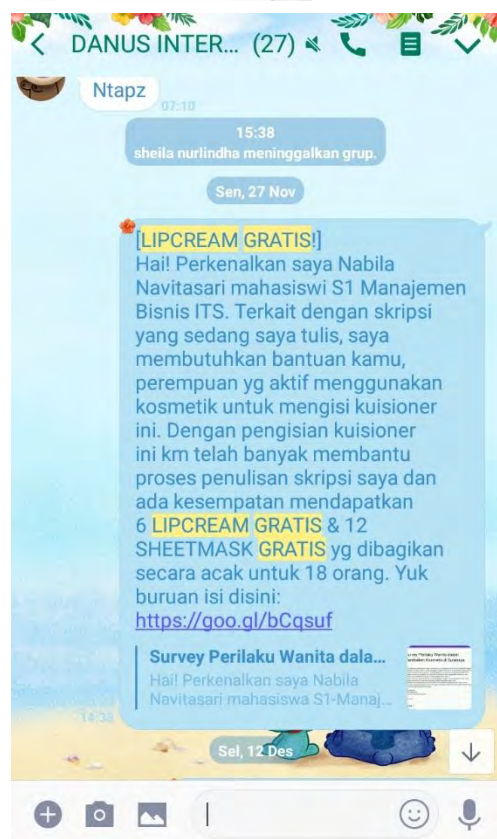 DANUS INTER... (27)
Ntapz
07:10
15:38
sheila nurlindha meninggalkan grup.
Sen, 27 Nov
[LIPCREAM GRATIS!]
Hai! Perkenalkan saya Nabila
Navitasari mahasiswi S1 Manajemen
Bisnis ITS. Terkait dengan skripsi
yang sedang saya tulis, saya
membutuhkan bantuan kamu,
perempuan yg aktif menggunakan
kosmetik untuk mengisi kuisioner
ini. Dengan pengisian kuisioner
ini km telah banyak membantu
proses penulisan skripsi saya dan
ada kesempatan mendapatkan
6 LIPCREAM GRATIS & 12
SHEETMASK GRATIS yg dibagikan
secara acak untuk 18 orang. Yuk
buruan isi disini:
https://goo.gl/bCqsuf
Survey Perilaku Wanita dala...
Hai! Perkenalkan saya Nabila
Navitasari mahasiswa S1-Manaj...
14:38
Sel, 12 Des